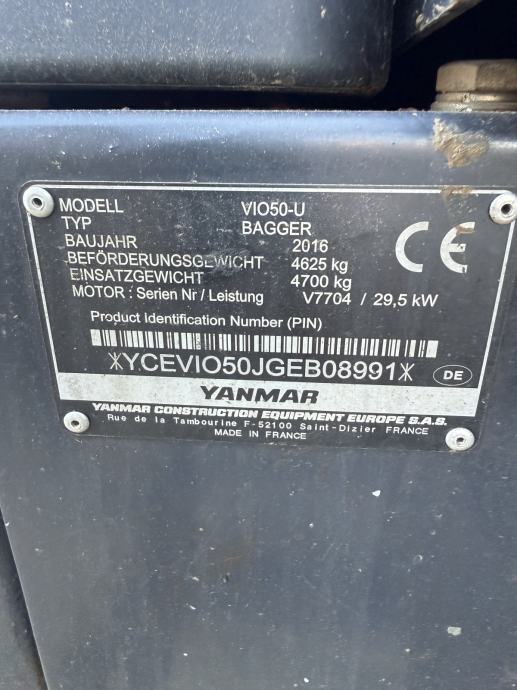 MODELL VIO50-U
TYP BAGGER
BAUJAHR 2016
BEFÖRDERUNGSGEWICHT 4625 kg
EINSATZGEWICHT 4700 kg
MOTOR : Serien Nr / Leistung V7704 / 29,5 kW
CE
Product Identification Number (PIN)
*YCEVIO50JGEB08991*
DE
YANMAR
YANMAR CONSTRUCTION EQUIPMENT EUROPE S.A.S.
Rue de la Tambourine F-52100 Saint-Dizier FRANCE
MADE IN FRANCE